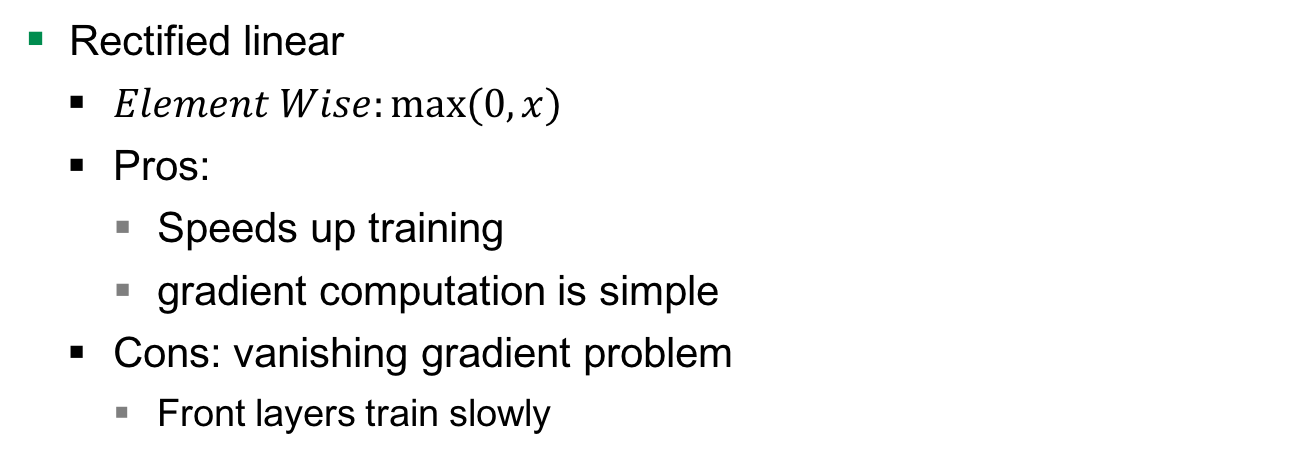 Rectified linear
Element Wise: max(0, x)
Pros:
Speeds up training
gradient computation is simple
Cons: vanishing gradient problem
Front layers train slowly